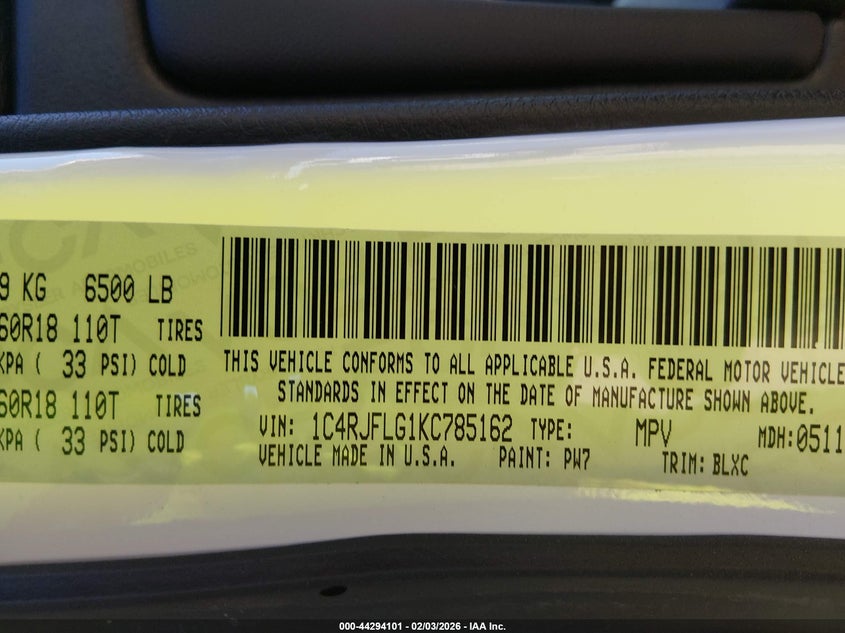 9 KG 6500 LB
60R18 110T TIRES
KPA ( 33 PSI) COLD
60R18 110T TIRES
KPA ( 33 PSI) COLD
THIS VEHICLE CONFORMS TO ALL APPLICABLE U.S.A. FEDERAL MOTOR VEHICLE
STANDARDS IN EFFECT ON THE DATE OF MANUFACTURE SHOWN ABOVE.
VIN: 1C4RJFLG1KC785162 TYPE: MPV MDH:0511
VEHICLE MADE IN U.S.A. PAINT: PW7 TRIM: BLXC
AUTOMOBILES
000-44294101 - 02/03/2026 - IAA Inc.